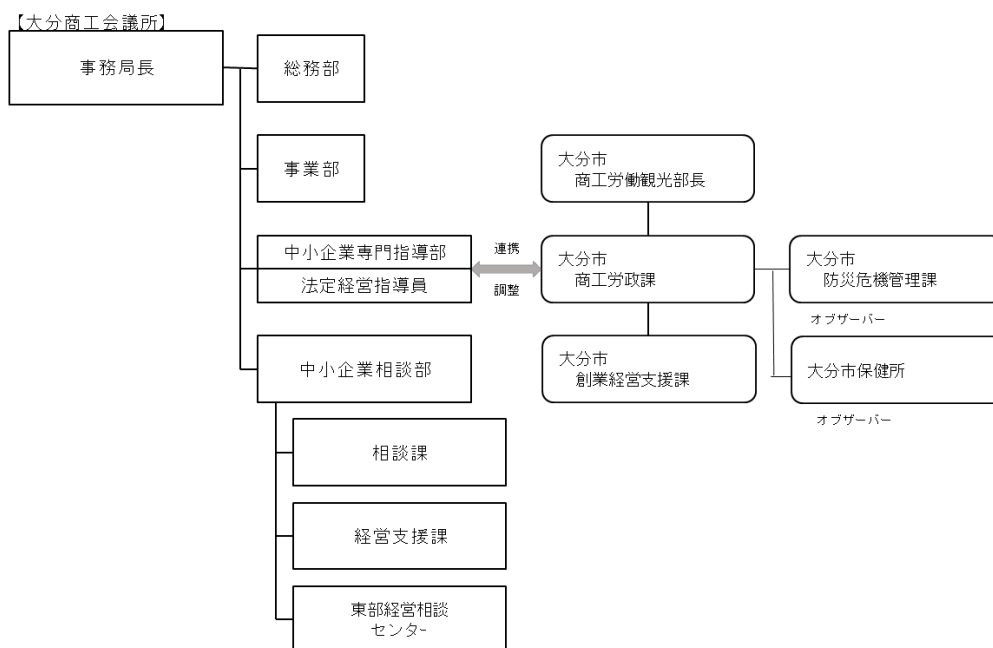 【大分商工会議所】
事務局長
総務部
事業部
中小企業専門指導部
法定経営指導員
連携
調整
大分市
商工労働観光部長
大分市
商工労政課
大分市
創業経営支援課
大分市
防災危機管理課
オブザーバー
大分市保健所
オブザーバー
中小企業相談部
相談課
経営支援課
東部経営相談
センター